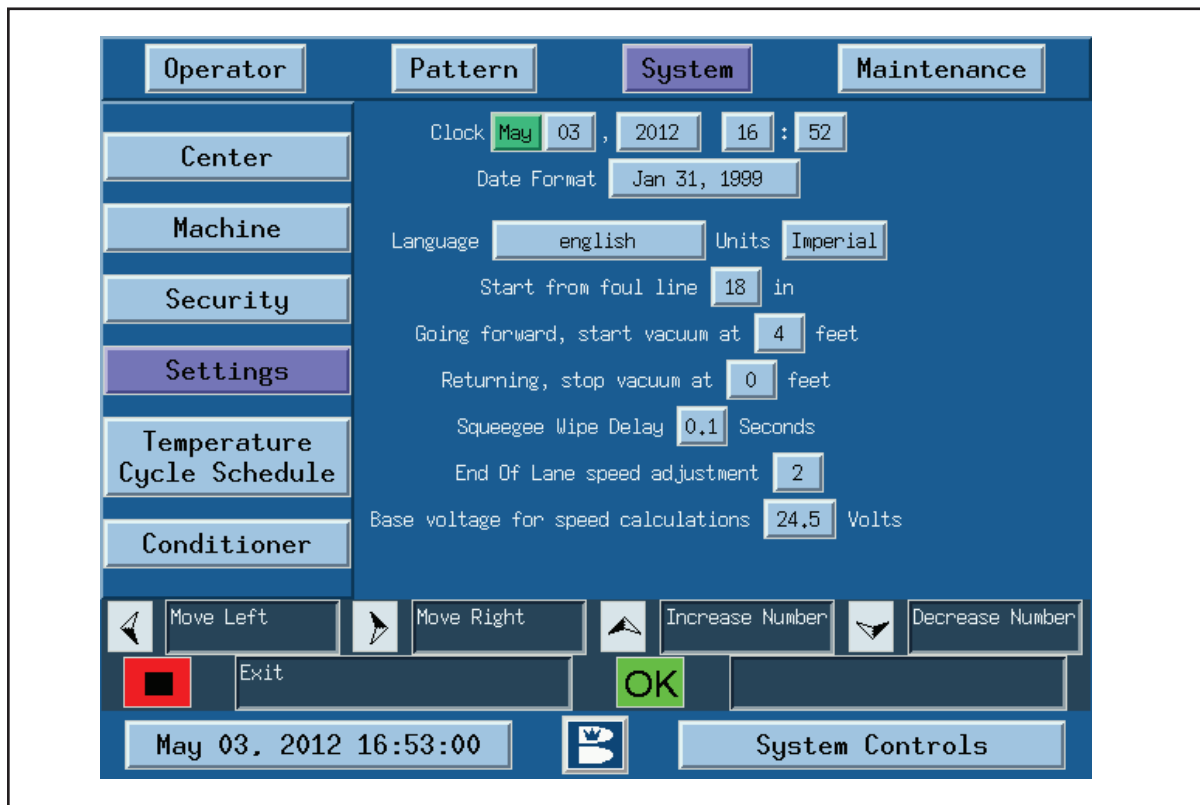 Operator Pattern System Maintenance
Center
Machine
Security
Settings
Temperature
Cycle Schedule
Conditioner
Clock May 03 , 2012 16 : 52
Date Format Jan 31, 1999
Language english Units Imperial
Start from foul line 18 in
Going forward, start vacuum at 4 feet
Returning, stop vacuum at 0 feet
Squeegee Wipe Delay 0.1 Seconds
End Of Lane speed adjustment 2
Base voltage for speed calculations 24.5 Volts
Move Left Move Right Increase Number Decrease Number
Exit OK
May 03, 2012 16:53:00 System Controls